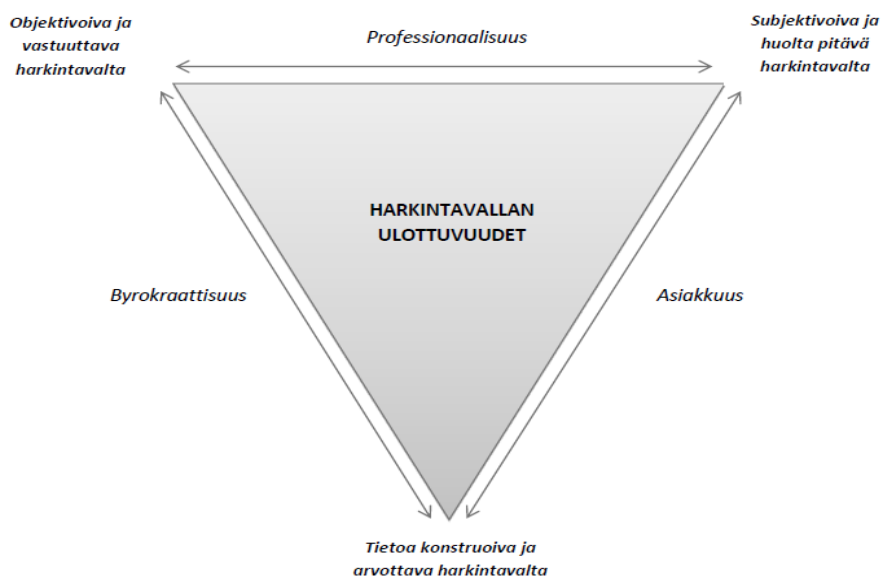 Objektivoiva ja
vastuuttava
harkintavalta
Professionaalisuus
Subjektivoiva ja
huolta pitävä
harkintavalta
HARKINTAVALLAN
ULOTTUVUUDET
Byrokraattisuus
Asiakkuus
Tietoa konstruoiva ja
arvottava harkintavalta